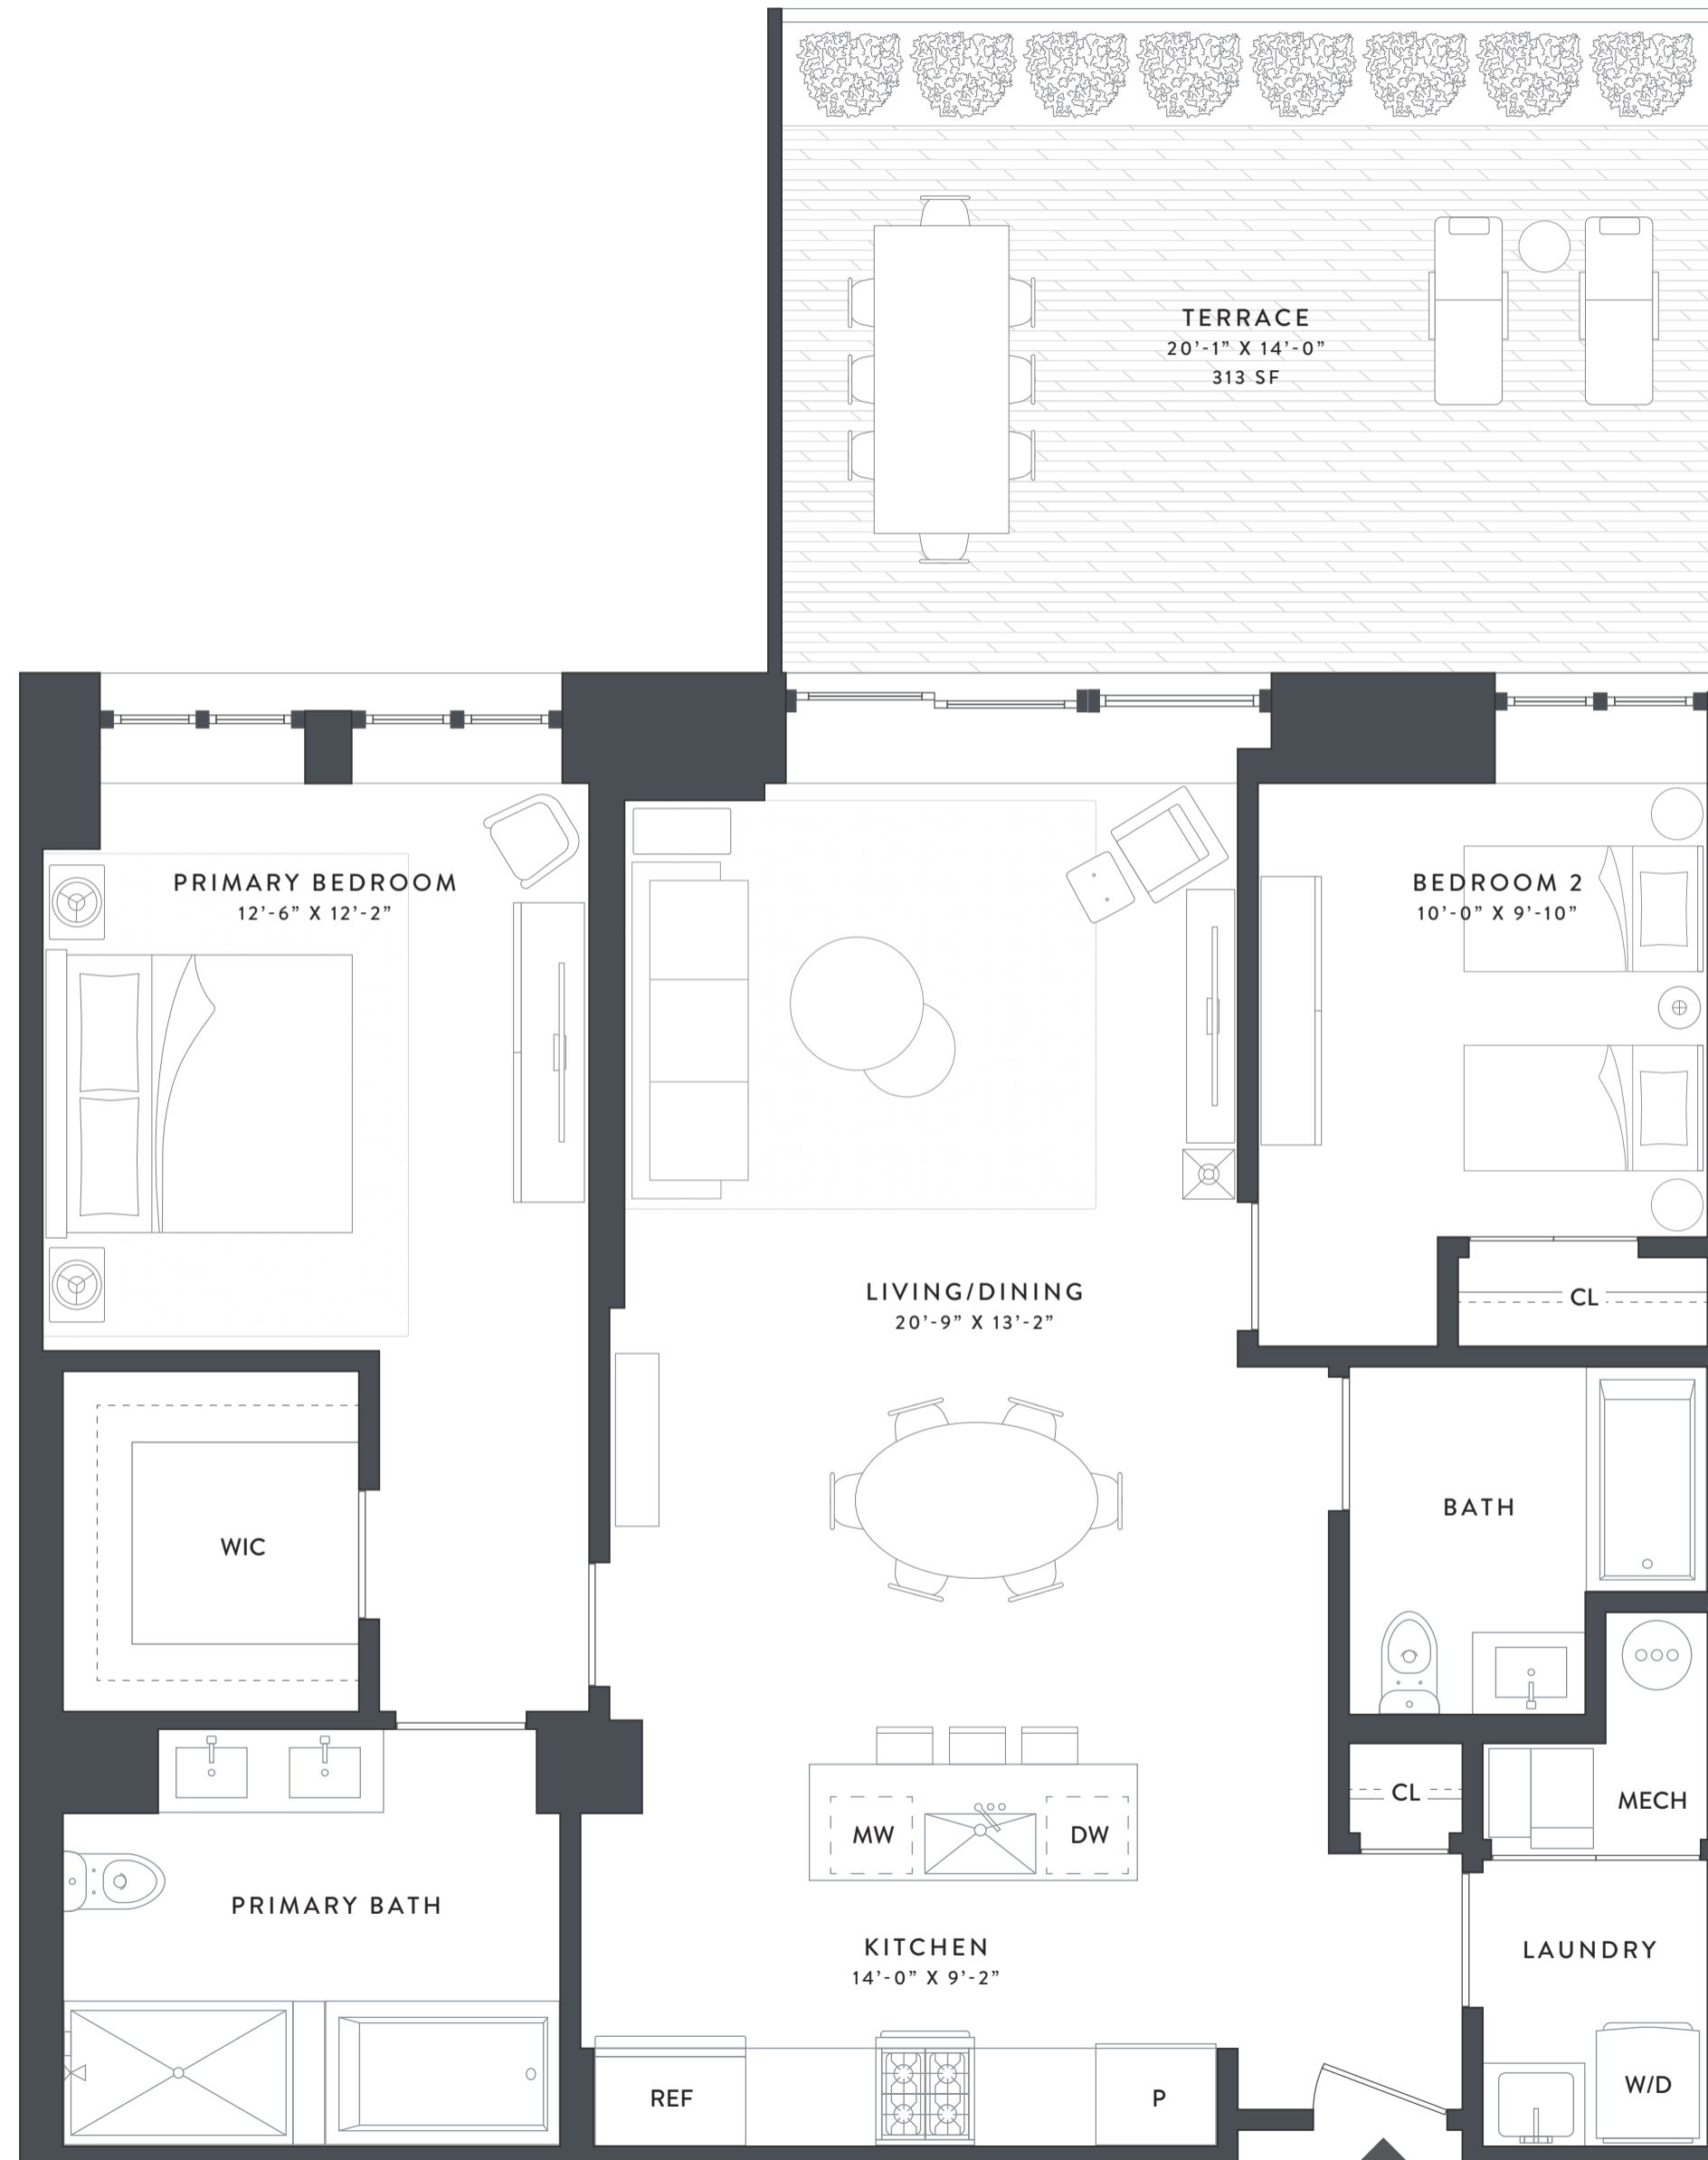 TERRACE
20'-1" X 14'-0"
313 SF
PRIMARY BEDROOM
12'-6" X 12'-2"
BEDROOM 2
10'-0" X 9'-10"
LIVING/DINING
20'-9" X 13'-2"
CL
WIC
BATH
CL
MECH
MW
DW
PRIMARY BATH
KITCHEN
14'-0" X 9'-2"
LAUNDRY
REF
P
W/D